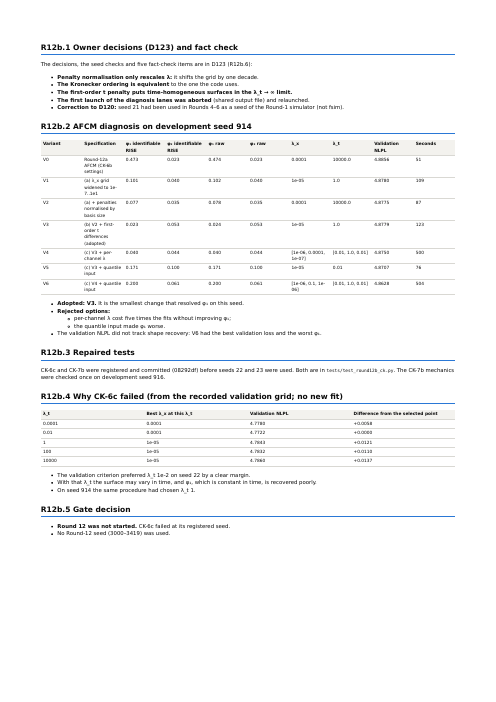 R12b.1 Owner decisions (D123) and fact check
The decisions, the seed checks and five fact-check items are in D123 (R12b.6):
• Penalty normalisation only rescales λ: it shifts the grid by one decade.
• The Kronecker ordering is equivalent to the one the code uses.
• The first-order t penalty puts time-homogeneous surfaces in the λ_t → ∞ limit.
• The first launch of the diagnosis lanes was aborted (shared output file) and relaunched.
• Correction to D120: seed 21 had been used in Rounds 4–6 as a seed of the Round-1 simulator (not fsim).
R12b.2 AFCM diagnosis on development seed 914
Variant Specification φ₁ identifiable RISE φ₂ identifiable RISE φ₁ raw φ₂ raw λ_x λ_t Validation NLPL Seconds
V0 Round-12a AFCM (CK-6b settings) 0.473 0.023 0.474 0.023 0.0001 10000.0 4.8856 51
V1 (a) λ_x grid widened to 1e-7..1e1 0.101 0.040 0.102 0.040 1e-05 1.0 4.8780 109
V2 (a) + penalties normalised by basis size 0.077 0.035 0.078 0.035 0.0001 10000.0 4.8775 87
V3 (b) V2 + first-order t differences (adopted) 0.023 0.053 0.024 0.053 1e-05 1.0 4.8779 123
V4 (c) V3 + per-channel λ 0.040 0.044 0.040 0.044 [1e-06, 0.0001, 1e-07] [0.01, 1.0, 0.01] 4.8750 500
V5 (c) V3 + quantile input 0.171 0.100 0.171 0.100 1e-05 0.01 4.8707 76
V6 (c) V4 + quantile input 0.200 0.061 0.200 0.061 [1e-06, 0.1, 1e-06] [0.01, 1.0, 0.01] 4.8628 504
• Adopted: V3. It is the smallest change that resolved φ₁ on this seed.
• Rejected options:
per-channel λ cost five times the fits without improving φ₁;
the quantile input made φ₁ worse.
• The validation NLPL did not track shape recovery: V6 had the best validation loss and the worst φ₁.
R12b.3 Repaired tests
CK-6c and CK-7b were registered and committed (08292df) before seeds 22 and 23 were used. Both are in tests/test_round12b_ck.py. The CK-7b mechanics
were checked once on development seed 916.
R12b.4 Why CK-6c failed (from the recorded validation grid; no new fit)
λ_t Best λ_x at this λ_t Validation NLPL Difference from the selected point
0.0001 0.0001 4.7780 +0.0058
0.01 0.0001 4.7722 +0.0000
1 1e-05 4.7843 +0.0121
100 1e-05 4.7832 +0.0110
10000 1e-05 4.7860 +0.0137
• The validation criterion preferred λ_t 1e-2 on seed 22 by a clear margin.
• With that λ_t the surface may vary in time, and φ₁, which is constant in time, is recovered poorly.
• On seed 914 the same procedure had chosen λ_t 1.
R12b.5 Gate decision
• Round 12 was not started. CK-6c failed at its registered seed.
• No Round-12 seed (3000–3419) was used.